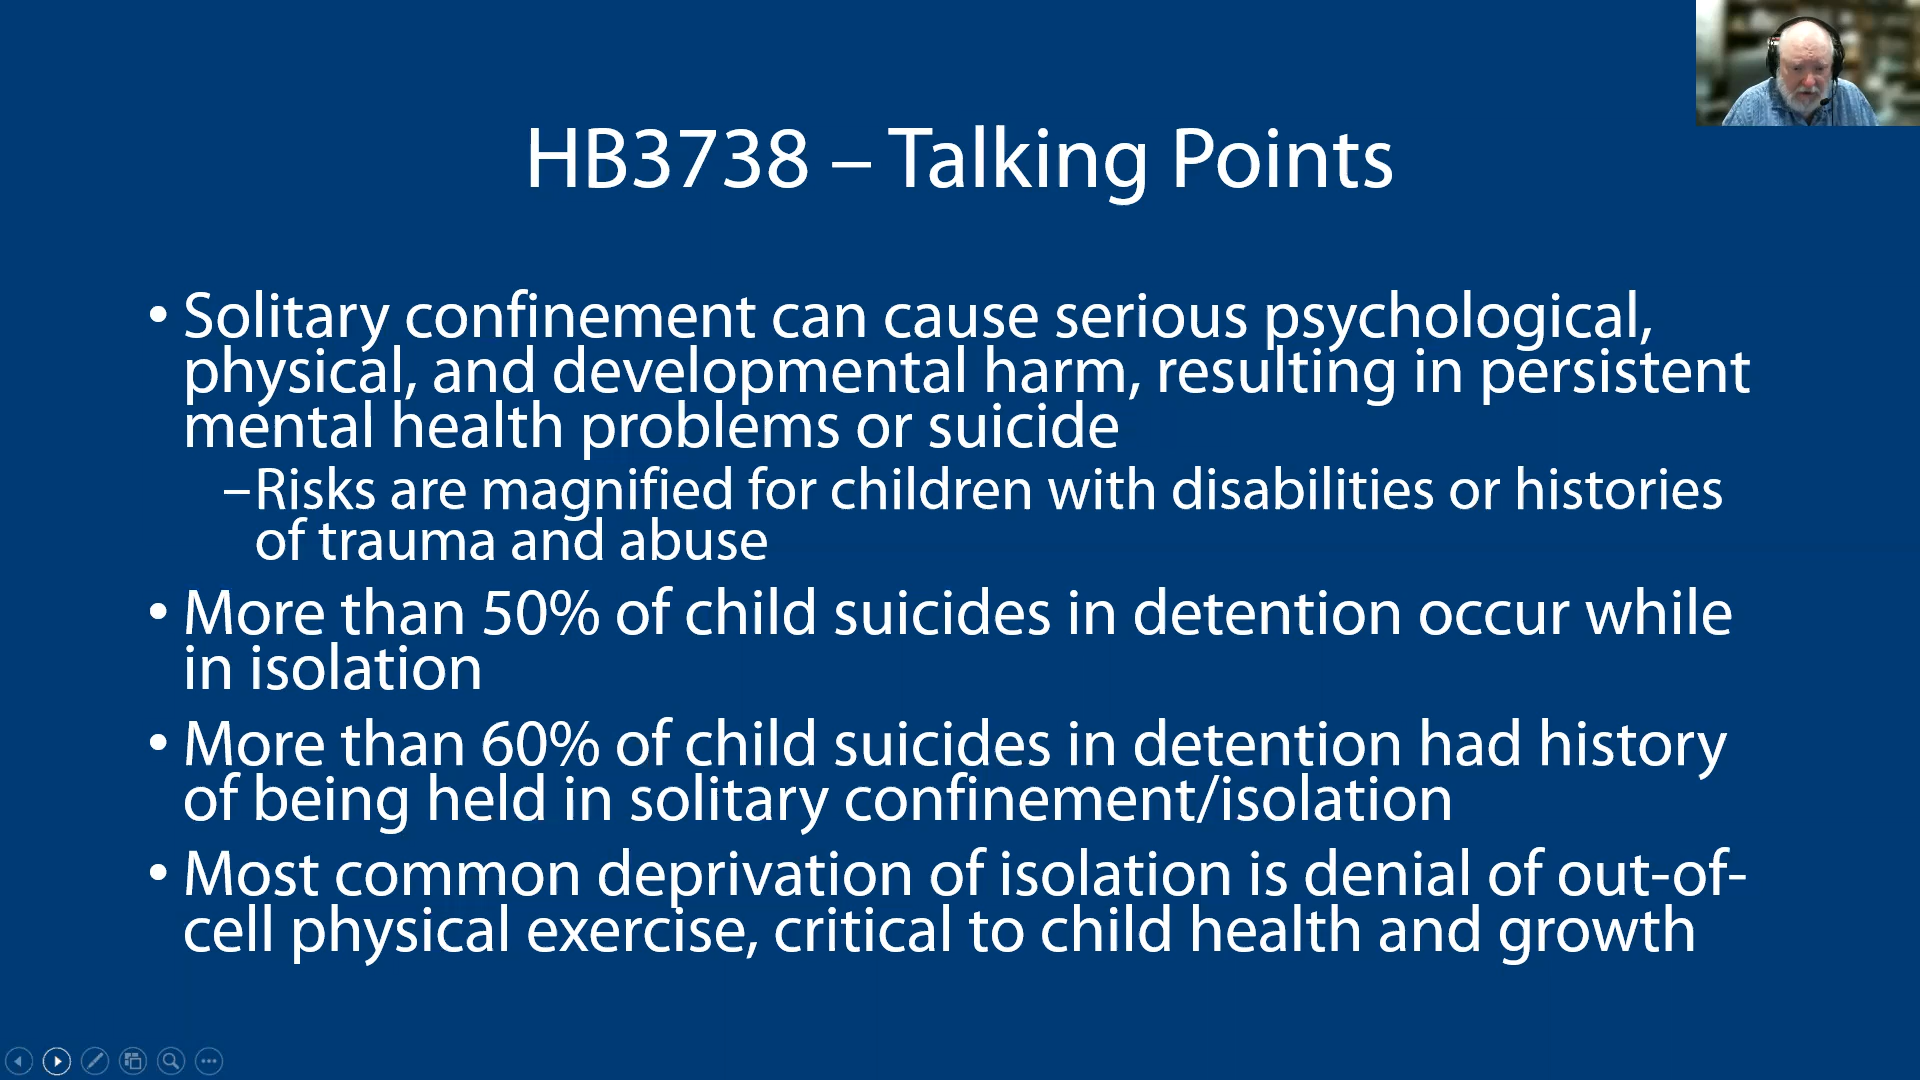 HB3738 – Talking Points
• Solitary confinement can cause serious psychological,
physical, and developmental harm, resulting in persistent
mental health problems or suicide
–Risks are magnified for children with disabilities or histories
of trauma and abuse
• More than 50% of child suicides in detention occur while
in isolation
• More than 60% of child suicides in detention had history
of being held in solitary confinement/isolation
• Most common deprivation of isolation is denial of out-of-
cell physical exercise, critical to child health and growth